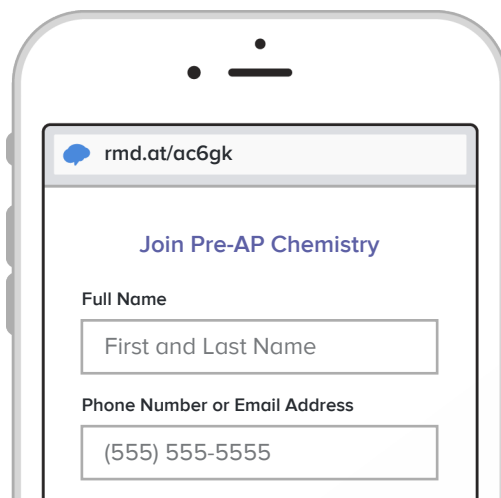 rmd.at/ac6gk
Join Pre-AP Chemistry
Full Name
First and Last Name
Phone Number or Email Address
(555) 555-5555